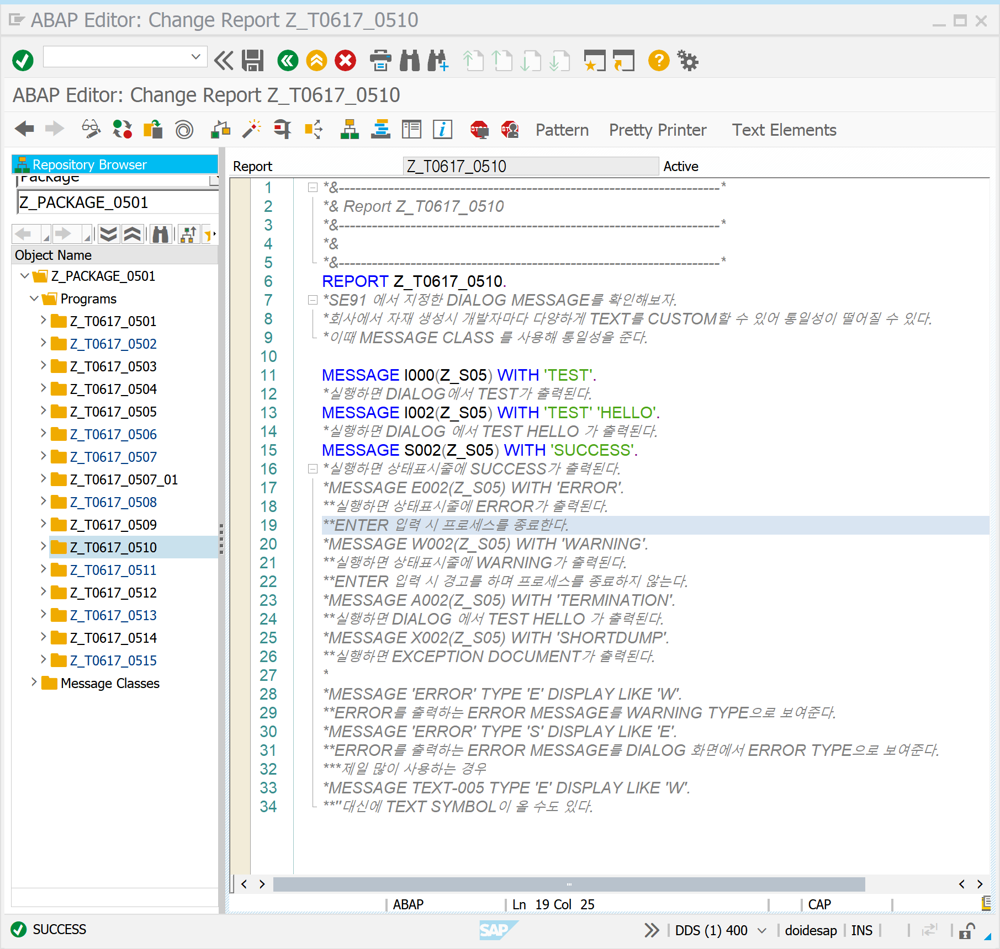 ABAP Editor: Change Report Z_T0617_0510
ABAP Editor: Change Report Z_T0617_0510
Pattern Pretty Printer Text Elements
Repository Browser
Package
Z_PACKAGE_0501
Object Name
Z_PACKAGE_0501
Programs
Z_T0617_0501
Z_T0617_0502
Z_T0617_0503
Z_T0617_0504
Z_T0617_0505
Z_T0617_0506
Z_T0617_0507
Z_T0617_0507_01
Z_T0617_0508
Z_T0617_0509
Z_T0617_0510
Z_T0617_0511
Z_T0617_0512
Z_T0617_0513
Z_T0617_0514
Z_T0617_0515
Message Classes
Report Z_T0617_0510 Active
1 *&---------------------------------------------------------------------*
2 *& Report Z_T0617_0510
3 *&---------------------------------------------------------------------*
4 *&
5 *&---------------------------------------------------------------------*
6 REPORT Z_T0617_0510.
7 *SE91 에서 지정한 DIALOG MESSAGE를 확인해보자.
8 *회사에서 자재 생성시 개발자마다 다양하게 TEXT를 CUSTOM할 수 있어 통일성이 떨어질 수 있다.
9 *이때 MESSAGE CLASS 를 사용해 통일성을 준다.
10
11 MESSAGE I000(Z_S05) WITH 'TEST'.
12 *실행하면 DIALOG에서 TEST가 출력된다.
13 MESSAGE I002(Z_S05) WITH 'TEST' 'HELLO'.
14 *실행하면 DIALOG 에서 TEST HELLO 가 출력된다.
15 MESSAGE S002(Z_S05) WITH 'SUCCESS'.
16 *실행하면 상태표시줄에 SUCCESS가 출력된다.
17 *MESSAGE E002(Z_S05) WITH 'ERROR'.
18 **실행하면 상태표시줄에 ERROR가 출력된다.
19 **ENTER 입력 시 프로세스를 종료한다.
20 *MESSAGE W002(Z_S05) WITH 'WARNING'.
21 **실행하면 상태표시줄에 WARNING가 출력된다.
22 **ENTER 입력 시 경고를 하며 프로세스를 종료하지 않는다.
23 *MESSAGE A002(Z_S05) WITH 'TERMINATION'.
24 **실행하면 DIALOG 에서 TEST HELLO 가 출력된다.
25 *MESSAGE X002(Z_S05) WITH 'SHORTDUMP'.
26 **실행하면 EXCEPTION DOCUMENT가 출력된다.
27 *
28 *MESSAGE 'ERROR' TYPE 'E' DISPLAY LIKE 'W'.
29 **ERROR를 출력하는 ERROR MESSAGE를 WARNING TYPE으로 보여준다.
30 *MESSAGE 'ERROR' TYPE 'S' DISPLAY LIKE 'E'.
31 **ERROR를 출력하는 ERROR MESSAGE를 DIALOG 화면에서 ERROR TYPE으로 보여준다.
32 ***제일 많이 사용하는 경우
33 *MESSAGE TEXT-005 TYPE 'E' DISPLAY LIKE 'W'.
34 **''대신에 TEXT SYMBOL이 올 수도 있다.
ABAP Ln 19 Col 25 CAP
SUCCESS SAP DDS (1) 400 doidesap INS